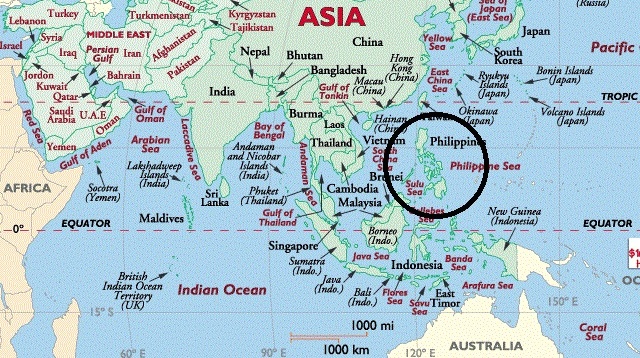 ASIA
Turkey
Lebanon
Syria
Israel
Turkmenistan
Kyrgyzstan
Tajikistan
MIDDLE EAST
Iraq
Persian
Gulf
Afghanistan
Jordan
Kuwait
Bahrain
Pakistan
Qatar
Saudi
Arabia
U.A.E
Oman
Yemen
Gulf of
Oman
Red Sea
Gulf of Aden
Arabian
Sea
Socotra
(Yemen)
AFRICA
Nepal
Bhutan
Bangladesh
India
China
Burma
Laos
Thailand
Vietnam
Cambodia
Malaysia
Bay of
Bengal
Laccadive Sea
Lakshadweep
Islands
(India)
Andaman
and Nicobar
Islands
(India)
Andaman Sea
Sri
Lanka
Maldives
Phuket
(Thailand)
Gulf of
Thailand
Gulf of
Tonkin
Macau
(China)
Hong
Kong
(China)
Hainan
(China)
South
China
Sea
Brunei
Sea of
Japan
(East Sea)
(Russia)
Yellow
Sea
Japan
South
Korea
East
China
Sea
Ryukyu
Islands
(Japan)
Okinawa
(Japan)
Bonin Islands
(Japan)
Volcano Islands
(Japan)
Pacific
TROPIC
Philippines
Philippine Sea
Sulu
Sea
Sea
EQUATOR
0°
EQUATOR
New Guinea
(Indonesia)
Singapore
Sumatra
(Indo.)
Borneo
(Indo.)
Java Sea
Indonesia
Banda
Sea
Java
(Indo.)
Bali
(Indo.)
Flores
Sea
Savu
Sea
East
Timor
Arafura Sea
British
Indian Ocean
Territory
(UK)
Indian Ocean
15° S
90° E
120° E
150° E
1000 mi
1000 km
AUSTRALIA
Coral
Sea